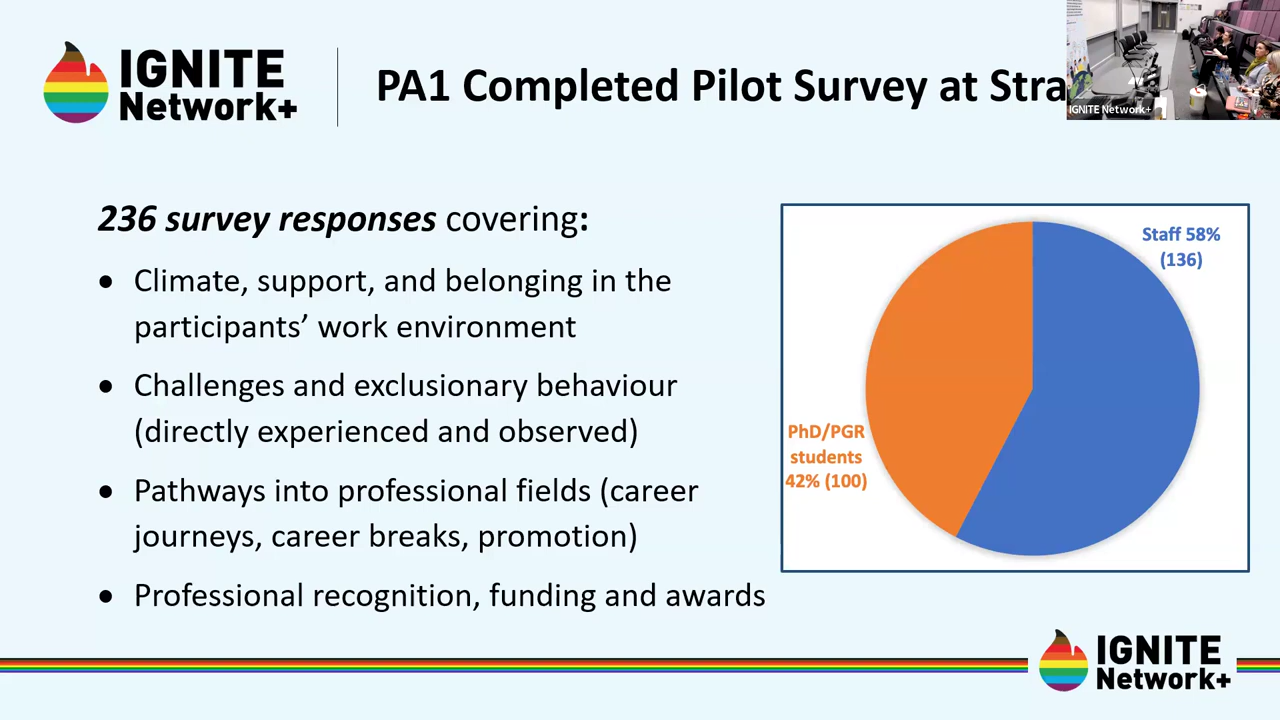 IGNITE
Network+
PA1 Completed Pilot Survey at Stra
IGNITE Network+
236 survey responses covering:
• Climate, support, and belonging in the
participants’ work environment
• Challenges and exclusionary behaviour
(directly experienced and observed)
• Pathways into professional fields (career
journeys, career breaks, promotion)
• Professional recognition, funding and awards
Staff 58%
(136)
PhD/PGR
students
42% (100)
IGNITE
Network+